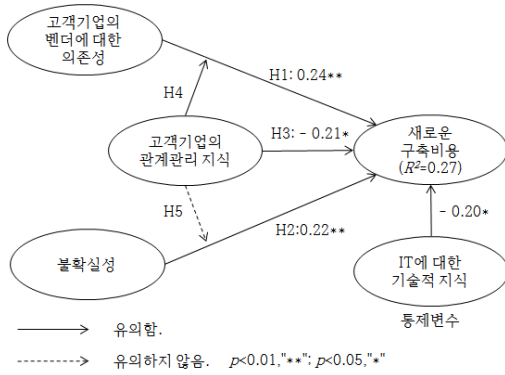 고객기업의
벤더에 대한
의존성
H1: 0.24**
H4
고객기업의
관계관리 지식
H3: - 0.21*
새로운
구축비용
(R²=0.27)
H5
- 0.20*
H2:0.22**
불확실성
IT에 대한
기술적 지식
통제변수
유의함.
유의하지 않음. p<0.01,"**"; p<0.05,"*"